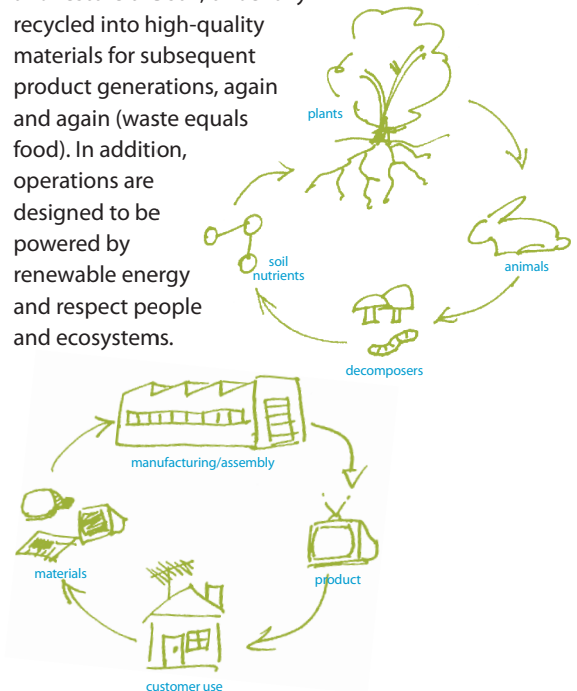 recycled into high-quality
materials for subsequent
product generations, again
and again (waste equals
food). In addition,
operations are
designed to be
powered by
renewable energy
and respect people
and ecosystems.
plants
animals
decomposers
soil
nutrients
manufacturing/assembly
product
customer use
materials